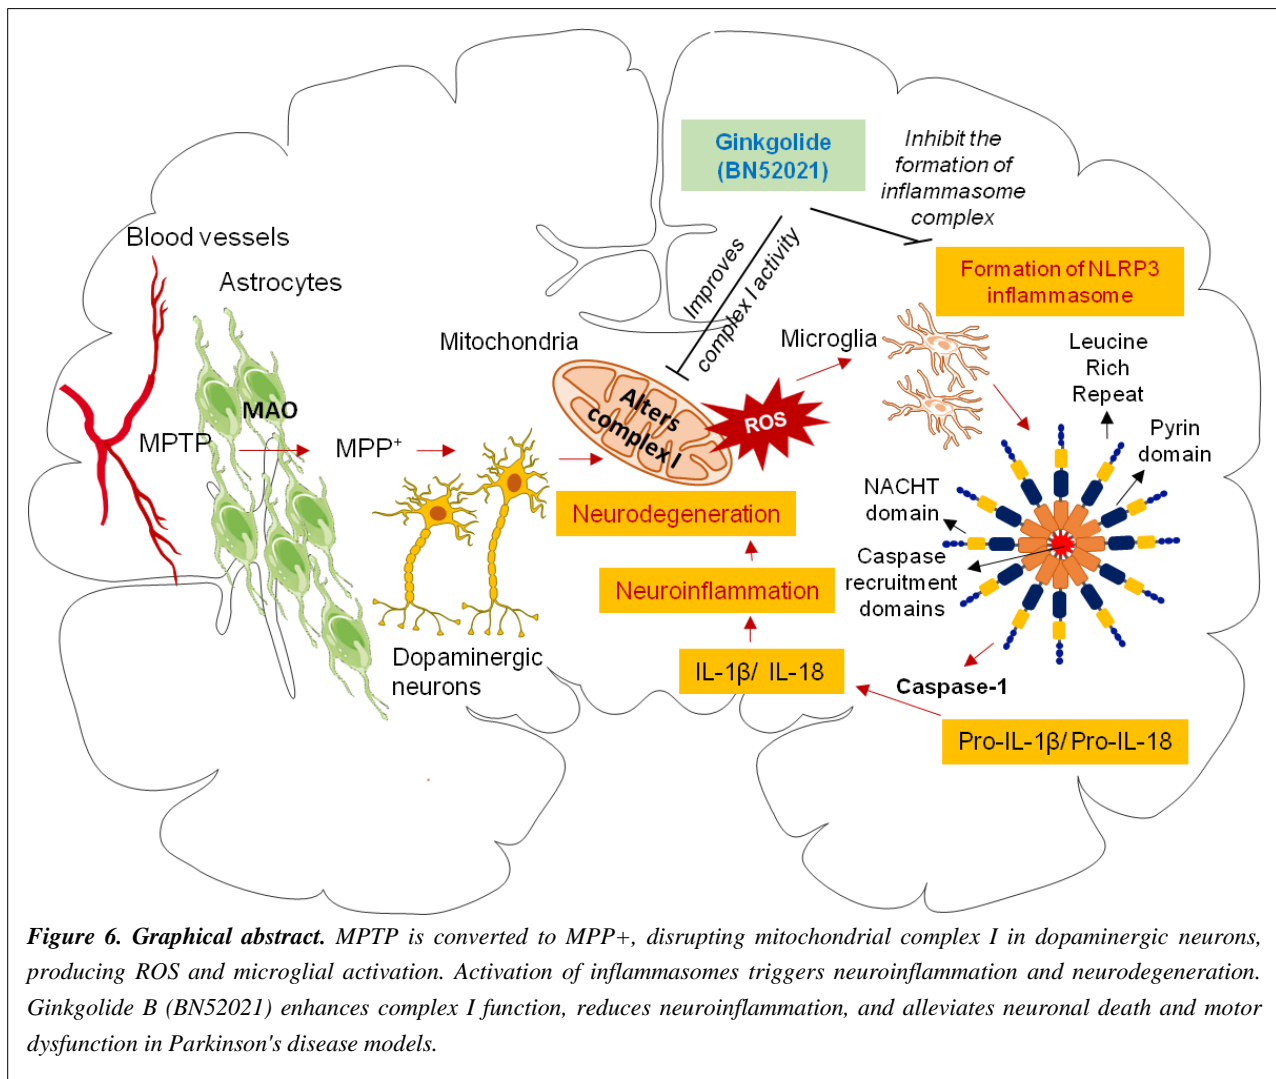 Ginkgolide
(BN52021)
Inhibit the
formation of
inflammasome
complex
Improves
complex I activity
Formation of NLRP3
inflammasome
Blood vessels
Astrocytes
Mitochondria
Microglia
Leucine
Rich
Repeat
MAO
MPTP
MPP+
Alters
complex I
ROS
Pyrin
domain
NACHT
domain
Caspase
recruitment
domains
Neurodegeneration
Neuroinflammation
Dopaminergic
neurons
IL-1β/ IL-18
Caspase-1
Pro-IL-1β/Pro-IL-18
Figure 6. Graphical abstract. MPTP is converted to MPP+, disrupting mitochondrial complex I in dopaminergic neurons,
producing ROS and microglial activation. Activation of inflammasomes triggers neuroinflammation and neurodegeneration.
Ginkgolide B (BN52021) enhances complex I function, reduces neuroinflammation, and alleviates neuronal death and motor
dysfunction in Parkinson's disease models.